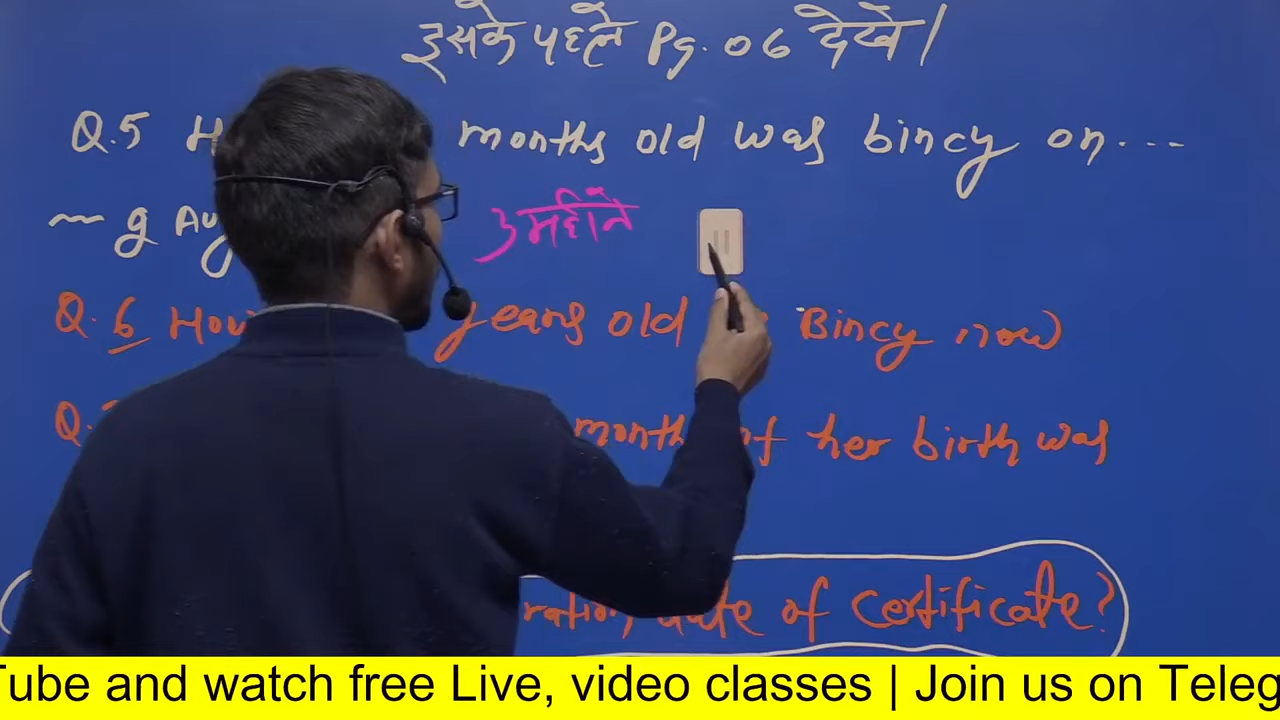 इसके पहले Pg. 06 देखें।
Q.5 H months old was bincy on...
9 Au
3 महीने
Q. 6 How years old Bincy now
Q. month of her birth was
ration date of certificate?
Tube and watch free Live, video classes | Join us on Teleg